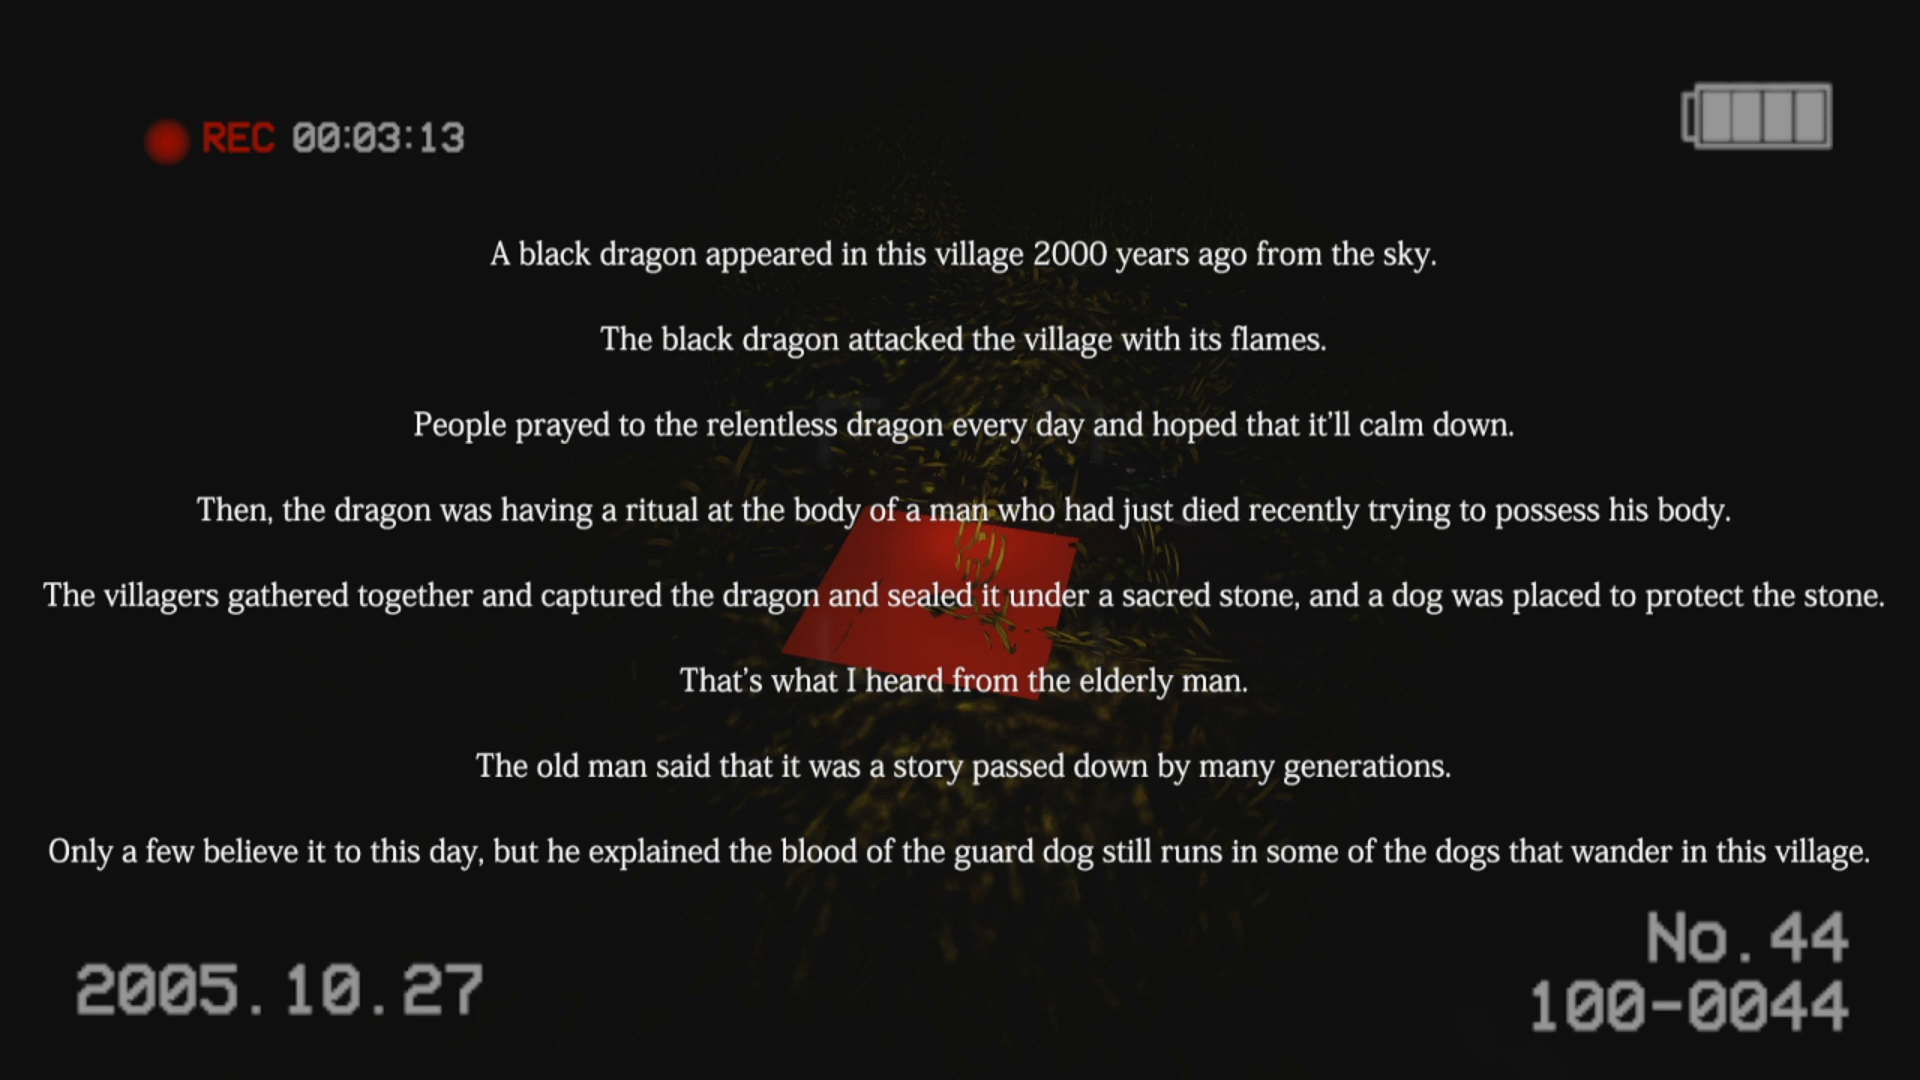 REC 00:03:13
A black dragon appeared in this village 2000 years ago from the sky.
The black dragon attacked the village with its flames.
People prayed to the relentless dragon every day and hoped that it'll calm down.
Then, the dragon was having a ritual at the body of a man who had just died recently trying to possess his body.
The villagers gathered together and captured the dragon and sealed it under a sacred stone, and a dog was placed to protect the stone.
That's what I heard from the elderly man.
The old man said that it was a story passed down by many generations.
Only a few believe it to this day, but he explained the blood of the guard dog still runs in some of the dogs that wander in this village.
2005.10.27
No.44
100-0044